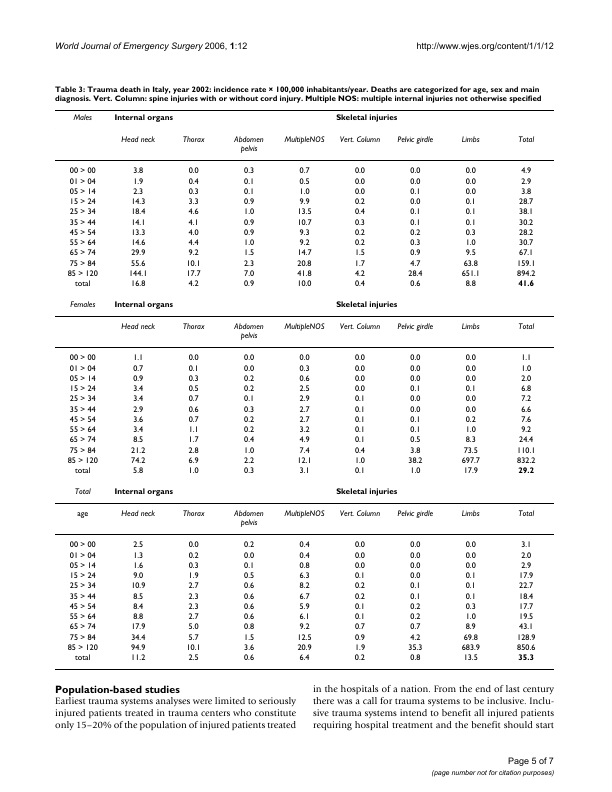 World Journal of Emergency Surgery 2006, 1:12 http://www.wjes.org/content/1/1/12
Table 3: Trauma death in Italy, year 2002: incidence rate × 100,000 inhabitants/year. Deaths are categorized for age, sex and main
diagnosis. Vert. Column: spine injuries with or without cord injury. Multiple NOS: multiple internal injuries not otherwise specified
Males Internal organs Skeletal injuries
Head neck Thorax Abdomen pelvis MultipleNOS Vert. Column Pelvic girdle Limbs Total
00 > 00 3.8 0.0 0.3 0.7 0.0 0.0 0.0 4.9
01 > 04 1.9 0.4 0.1 0.5 0.0 0.0 0.0 2.9
05 > 14 2.3 0.3 0.1 1.0 0.0 0.1 0.0 3.8
15 > 24 14.3 3.3 0.9 9.9 0.2 0.0 0.1 28.7
25 > 34 18.4 4.6 1.0 13.5 0.4 0.1 0.1 38.1
35 > 44 14.1 4.1 0.9 10.7 0.3 0.1 0.1 30.2
45 > 54 13.3 4.0 0.9 9.3 0.2 0.2 0.3 28.2
55 > 64 14.6 4.4 1.0 9.2 0.2 0.3 1.0 30.7
65 > 74 29.9 9.2 1.5 14.7 1.5 0.9 9.5 67.1
75 > 84 55.6 10.1 2.3 20.8 1.7 4.7 63.8 159.1
85 > 120 144.1 17.7 7.0 41.8 4.2 28.4 651.1 894.2
total 16.8 4.2 0.9 10.0 0.4 0.6 8.8 41.6
Females Internal organs Skeletal injuries
Head neck Thorax Abdomen pelvis MultipleNOS Vert. Column Pelvic girdle Limbs Total
00 > 00 1.1 0.0 0.0 0.0 0.0 0.0 0.0 1.1
01 > 04 0.7 0.1 0.0 0.3 0.0 0.0 0.0 1.0
05 > 14 0.9 0.3 0.2 0.6 0.0 0.0 0.0 2.0
15 > 24 3.4 0.5 0.2 2.5 0.0 0.1 0.1 6.8
25 > 34 3.4 0.7 0.1 2.9 0.1 0.0 0.0 7.2
35 > 44 2.9 0.6 0.3 2.7 0.1 0.0 0.0 6.6
45 > 54 3.6 0.7 0.2 2.7 0.1 0.1 0.2 7.6
55 > 64 3.4 1.1 0.2 3.2 0.1 0.1 1.0 9.2
65 > 74 8.5 1.7 0.4 4.9 0.1 0.5 8.3 24.4
75 > 84 21.2 2.8 1.0 7.4 0.4 3.8 73.5 110.1
85 > 120 74.2 6.9 2.2 12.1 1.0 38.2 697.7 832.2
total 5.8 1.0 0.3 3.1 0.1 1.0 17.9 29.2
Total Internal organs Skeletal injuries
age Head neck Thorax Abdomen pelvis MultipleNOS Vert. Column Pelvic girdle Limbs Total
00 > 00 2.5 0.0 0.2 0.4 0.0 0.0 0.0 3.1
01 > 04 1.3 0.2 0.0 0.4 0.0 0.0 0.0 2.0
05 > 14 1.6 0.3 0.1 0.8 0.0 0.0 0.0 2.9
15 > 24 9.0 1.9 0.5 6.3 0.1 0.0 0.1 17.9
25 > 34 10.9 2.7 0.6 8.2 0.2 0.1 0.1 22.7
35 > 44 8.5 2.3 0.6 6.7 0.2 0.1 0.1 18.4
45 > 54 8.4 2.3 0.6 5.9 0.1 0.2 0.3 17.7
55 > 64 8.8 2.7 0.6 6.1 0.1 0.2 1.0 19.5
65 > 74 17.9 5.0 0.8 9.2 0.7 0.7 8.9 43.1
75 > 84 34.4 5.7 1.5 12.5 0.9 4.2 69.8 128.9
85 > 120 94.9 10.1 3.6 20.9 1.9 35.3 683.9 850.6
total 11.2 2.5 0.6 6.4 0.2 0.8 13.5 35.3
Population-based studies
Earliest trauma systems analyses were limited to seriously
injured patients treated in trauma centers who constitute
only 15–20% of the population of injured patients treated
in the hospitals of a nation. From the end of last century
there was a call for trauma systems to be inclusive. Inclu-
sive trauma systems intend to benefit all injured patients
requiring hospital treatment and the benefit should start
Page 5 of 7
(page number not for citation purposes)